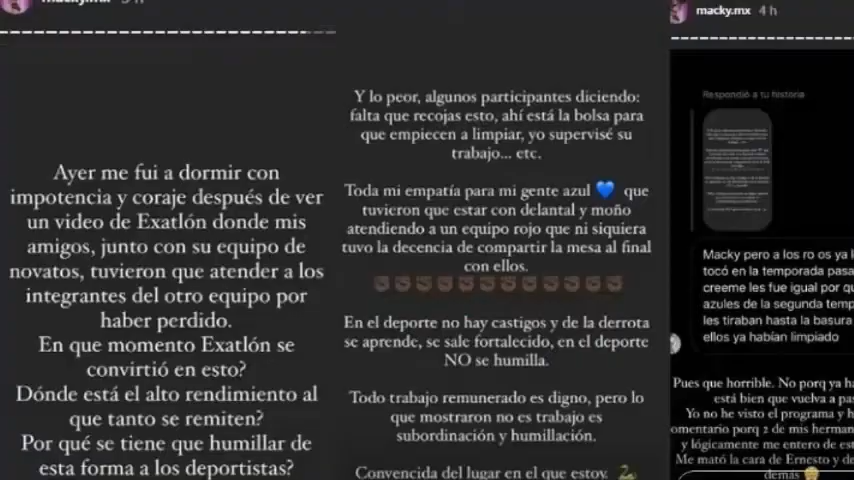 Ayer me fui a dormir con
impotencia y coraje después de ver
un video de Exatlón donde mis
amigos, junto con su equipo de
novatos, tuvieron que atender a los
integrantes del otro equipo por
haber perdido.
En que momento Exatlón se
convirtió en esto?
Dónde está el alto rendimiento al
que tanto se remiten?
Por qué se tiene que humillar de
esta forma a los deportistas?
Y lo peor, algunos participantes diciendo:
falta que recojas esto, ahí está la bolsa para
que empiecen a limpiar, yo supervisé su
trabajo... etc.
Toda mi empatía para mi gente azul 💙 que
tuvieron que estar con delantal y moño
atendiendo a un equipo rojo que ni siquiera
tuvo la decencia de compartir la mesa al final
con ellos.
En el deporte no hay castigos y de la derrota
se aprende, se sale fortalecido, en el deporte
NO se humilla.
Todo trabajo remunerado es digno, pero lo
que mostraron no es trabajo es
subordinación y humillación.
Convencida del lugar en el que estoy.
macky.mx 4 h
Respondió a tu historia
Macky pero a los ro os ya l
tocó en la temporada pasa
creeme les fue igual por qu
azules de la segunda temp
les tiraban hasta la basura
ellos ya habían limpiado
Pues que horrible. No porq ya h
está bien que vuelva a pas
Yo no he visto el programa y h
omentario porq 2 de mis herman
y lógicamente me entero de est
Me mató la cara de Ernesto y de
demás